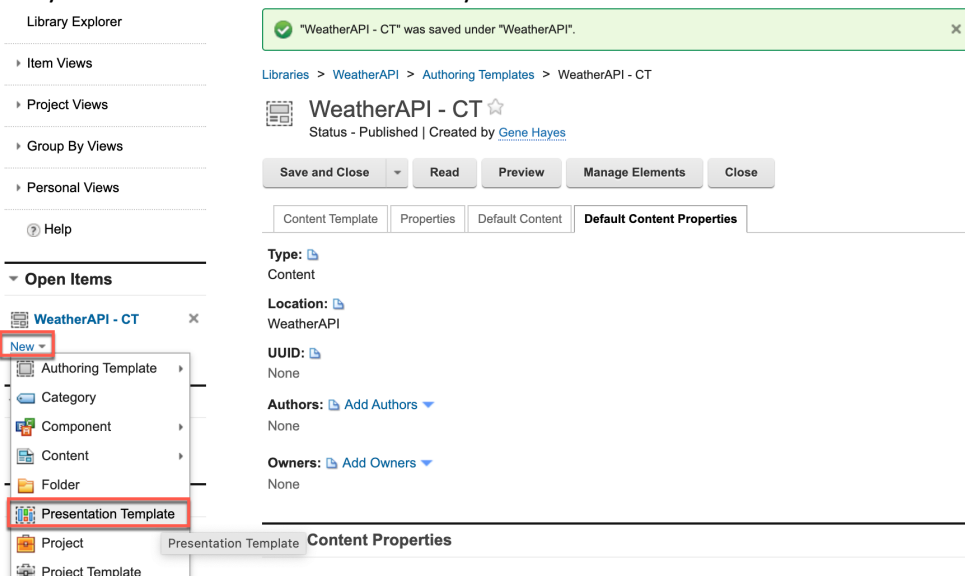 Library Explorer
Item Views
Project Views
Group By Views
Personal Views
Help
Open Items
WeatherAPI - CT
New
Authoring Template
Category
Component
Content
Folder
Presentation Template
Project
Project Template
Presentation Template
"WeatherAPI - CT" was saved under "WeatherAPI".
Libraries > WeatherAPI > Authoring Templates > WeatherAPI - CT
WeatherAPI - CT
Status - Published | Created by Gene Hayes
Save and Close Read Preview Manage Elements Close
Content Template Properties Default Content Default Content Properties
Type:
Content
Location:
WeatherAPI
UUID:
None
Authors: Add Authors
None
Owners: Add Owners
None
Content Properties